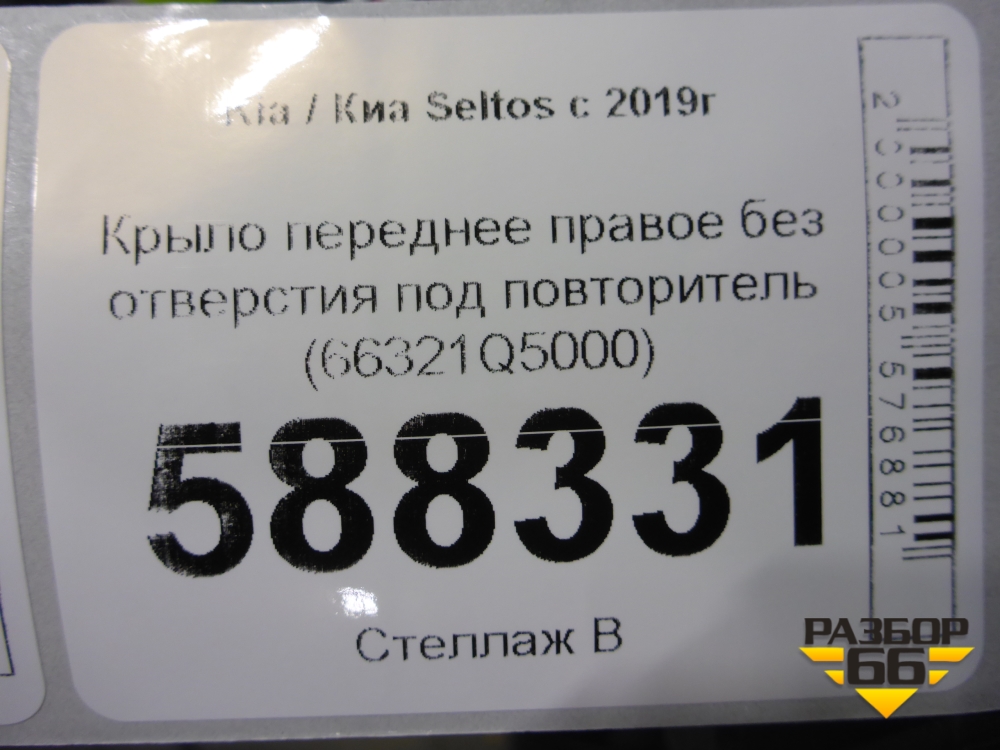 Kia / Киа Seltos с 2019г
Крыло переднее правое без
отверстия под повторитель
(66321Q5000)
588331
Стеллаж В
2000005576881
РАЗБОР
66